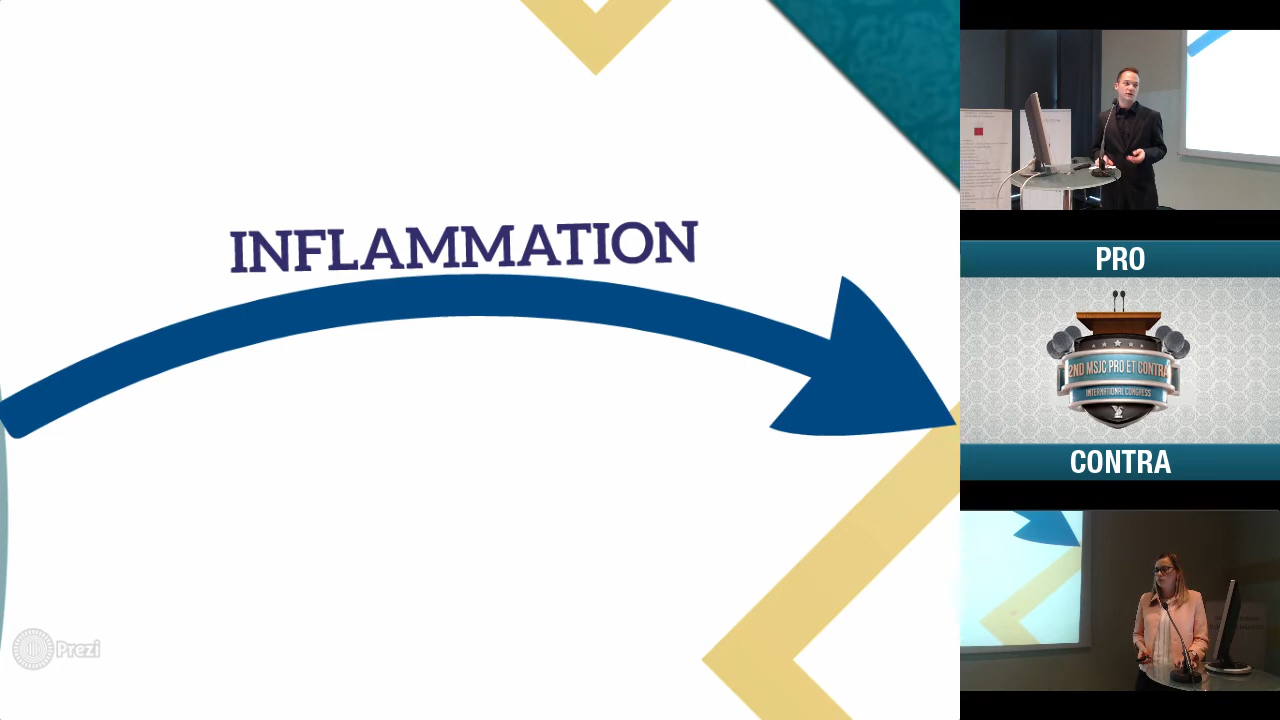 INFLAMMATION
Prezi
PRO
2ND MSJC PRO ET CONTRA
INTERNATIONAL CONGRESS
CONTRA